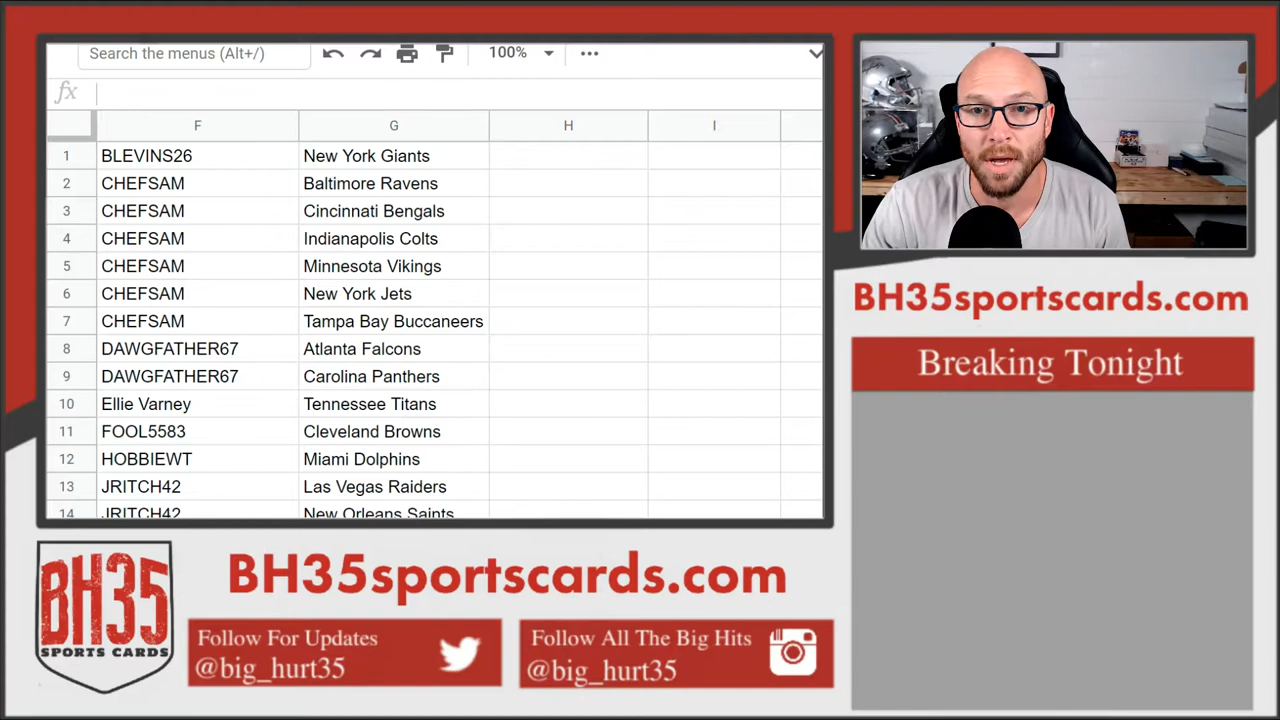 Search the menus (Alt+/)
100%
fx
F G H I
1 BLEVINS26 New York Giants
2 CHEFSAM Baltimore Ravens
3 CHEFSAM Cincinnati Bengals
4 CHEFSAM Indianapolis Colts
5 CHEFSAM Minnesota Vikings
6 CHEFSAM New York Jets
7 CHEFSAM Tampa Bay Buccaneers
8 DAWGFATHER67 Atlanta Falcons
9 DAWGFATHER67 Carolina Panthers
10 Ellie Varney Tennessee Titans
11 FOOL5583 Cleveland Browns
12 HOBBIEWT Miami Dolphins
13 JRITCH42 Las Vegas Raiders
14 JRITCH42 New Orleans Saints
BH35sportscards.com
Breaking Tonight
BH35
SPORTS CARDS
BH35sportscards.com
Follow For Updates
@big_hurt35
Follow All The Big Hits
@big_hurt35